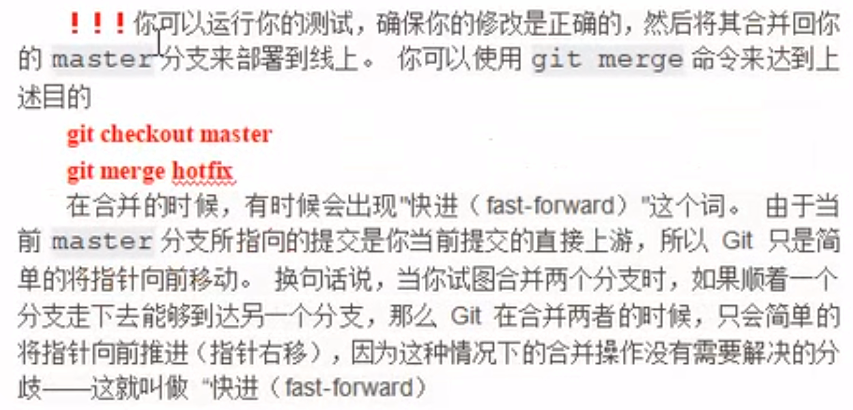 ！！！你可以运行你的测试，确保你的修改是正确的，然后将其合并回你
的 master 分支来部署到线上。 你可以使用 git merge 命令来达到上
述目的
git checkout master
git merge hotfix
在合并的时候，有时候会出现"快进（fast-forward）"这个词。 由于当
前 master 分支所指向的提交是你当前提交的直接上游，所以 Git 只是简
单的将指针向前移动。 换句话说，当你试图合并两个分支时，如果顺着一个
分支走下去能够到达另一个分支，那么 Git 在合并两者的时候，只会简单的
将指针向前推进（指针右移），因为这种情况下的合并操作没有需要解决的分
歧——这就叫做 “快进（fast-forward）